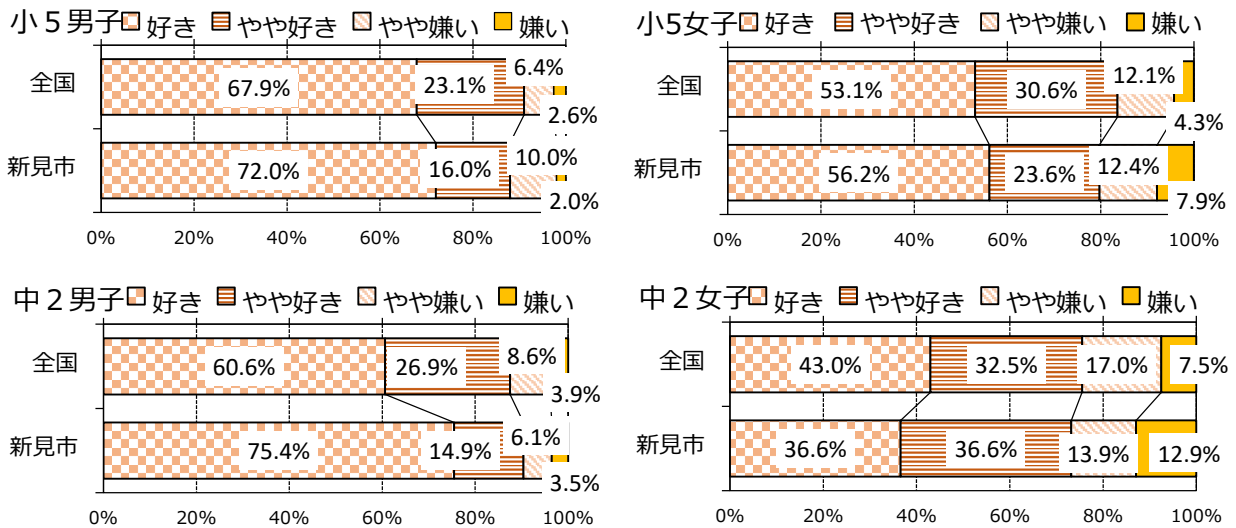 小５男子 好き やや好き やや嫌い 嫌い
全国 67.9% 23.1% 6.4% 2.6%
新見市 72.0% 16.0% 10.0% 2.0%
0% 20% 40% 60% 80% 100%
小5女子 好き やや好き やや嫌い 嫌い
全国 53.1% 30.6% 12.1% 4.3%
新見市 56.2% 23.6% 12.4% 7.9%
0% 20% 40% 60% 80% 100%
中２男子 好き やや好き やや嫌い 嫌い
全国 60.6% 26.9% 8.6% 3.9%
新見市 75.4% 14.9% 6.1% 3.5%
0% 20% 40% 60% 80% 100%
中２女子 好き やや好き やや嫌い 嫌い
全国 43.0% 32.5% 17.0% 7.5%
新見市 36.6% 36.6% 13.9% 12.9%
0% 20% 40% 60% 80% 100%